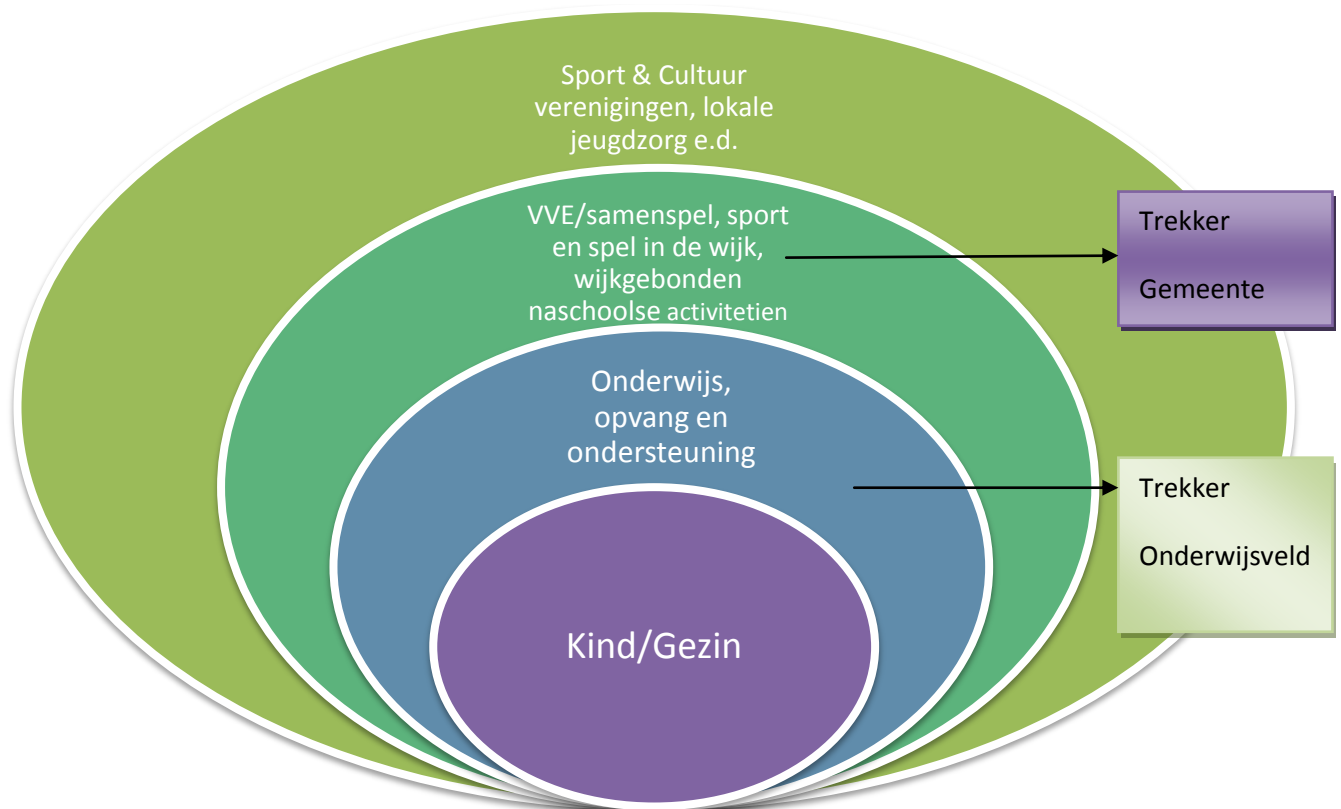 Sport & Cultuur
verenigingen, lokale
jeugdzorg e.d.
VVE/samenspel, sport
en spel in de wijk,
wijkgebonden
naschoolse activitetien
Trekker
Gemeente
Onderwijs,
opvang en
ondersteuning
Trekker
Onderwijsveld
Kind/Gezin